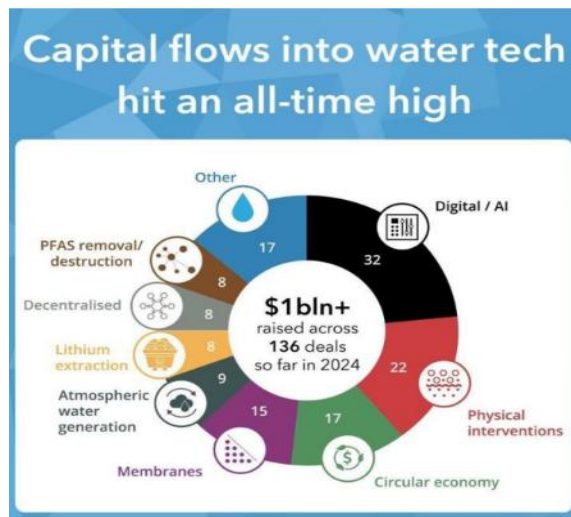 Capital flows into water tech
hit an all-time high
Other
17
Digital / AI
32
PFAS removal/
destruction
8
Decentralised
8
Lithium
extraction
8
Atmospheric
water
generation
9
Membranes
15
Circular economy
17
Physical
interventions
22
$1bln+
raised across
136 deals
so far in 2024
$